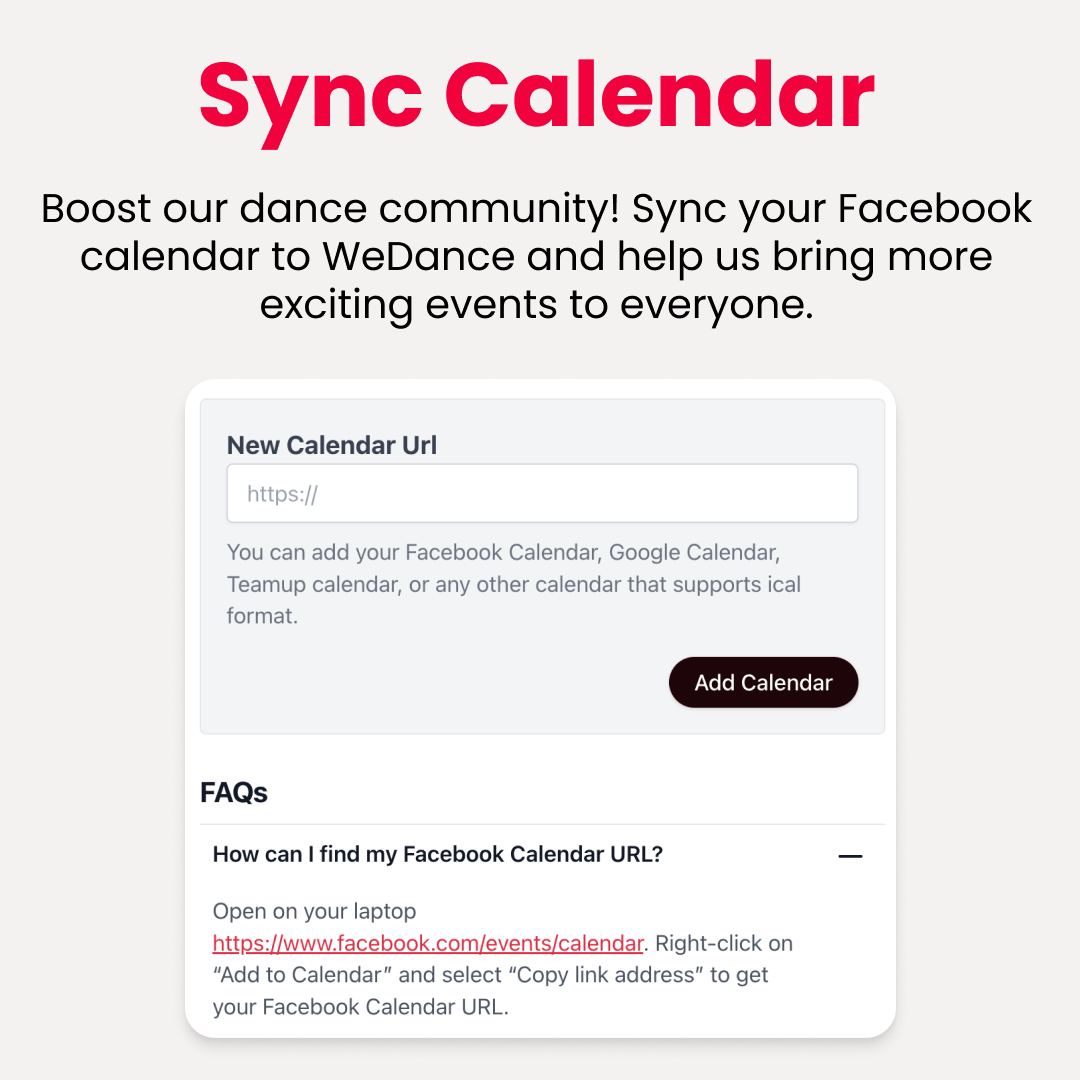 Sync Calendar
Boost our dance community! Sync your Facebook
calendar to WeDance and help us bring more
exciting events to everyone.
New Calendar Url
https://
You can add your Facebook Calendar, Google Calendar,
Teamup calendar, or any other calendar that supports ical
format.
Add Calendar
FAQs
How can I find my Facebook Calendar URL?
Open on your laptop
https://www.facebook.com/events/calendar. Right-click on
“Add to Calendar” and select “Copy link address” to get
your Facebook Calendar URL.